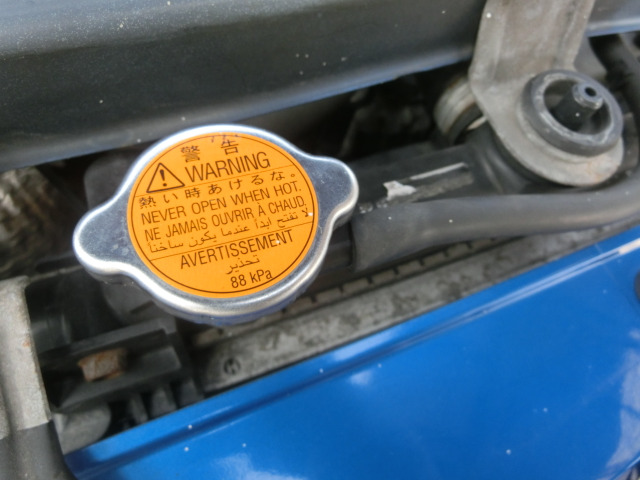 警告
WARNING
熱い時あけるな。
NEVER OPEN WHEN HOT.
NE JAMAIS OUVRIR À CHAUD.
لا تفتح ابدًا عندما يكون ساخنا
AVERTISSEMENT
تحذير
88 kPa